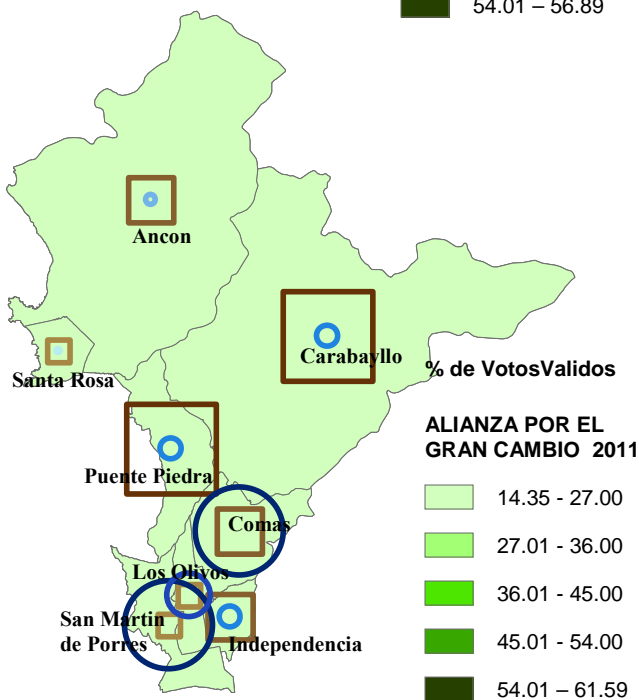 54.01 – 56.89
Ancon
Carabayllo
Santa Rosa
% de VotosValidos
ALIANZA POR EL
GRAN CAMBIO 2011
Puente Piedra
14.35 - 27.00
Comas
27.01 - 36.00
Los Olivos
36.01 - 45.00
San Martin
de Porres
Independencia
45.01 - 54.00
54.01 – 61.59